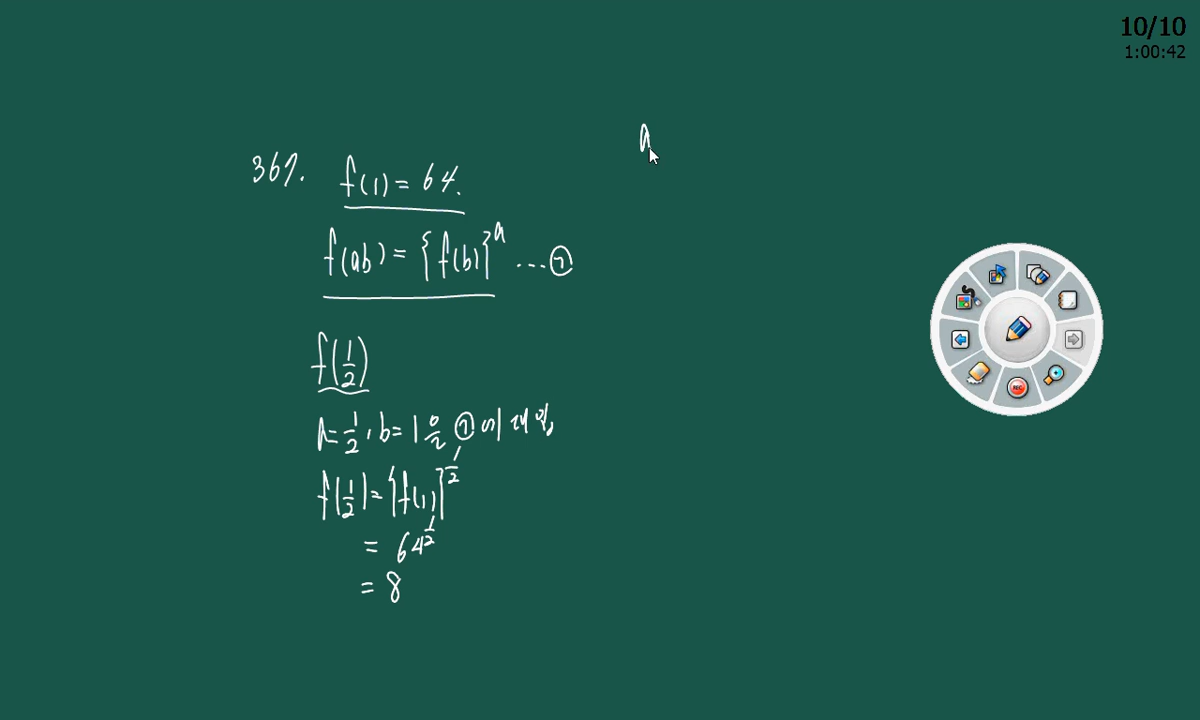 10/10
1:00:42
a
367. f(1) = 64.
f(ab) = {f(b)}^a ... ㉠
f(1/2)
a = 1/2, b = 1 을 ㉠에 대입
f(1/2) = {f(1)}^1/2
= 64^1/2
= 8
REC